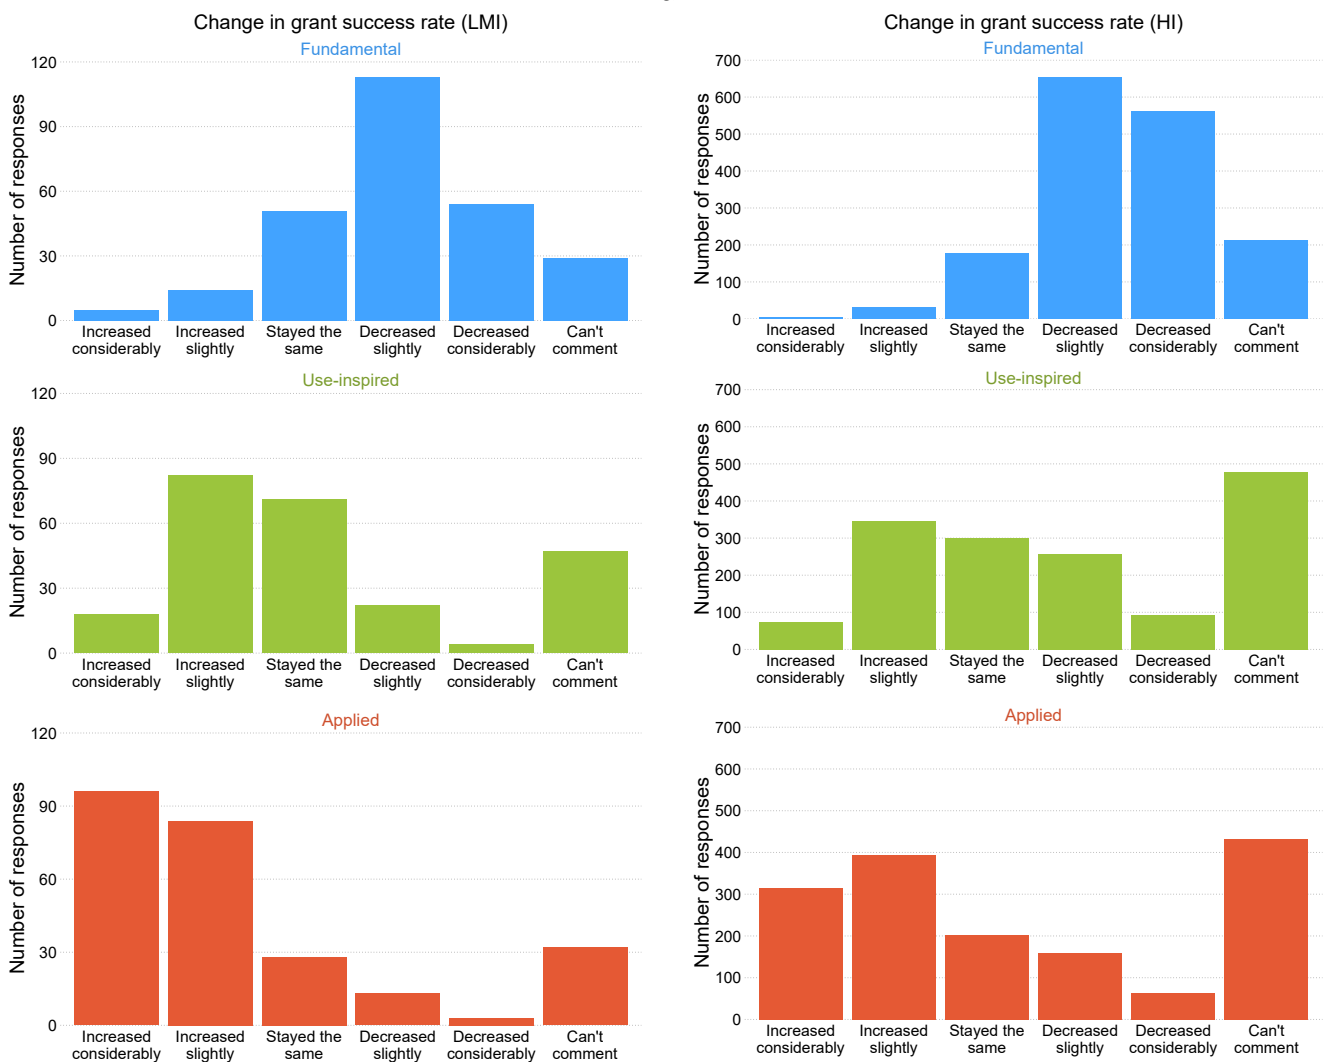 Change in grant success rate (LMI)
Fundamental
120
90
60
30
0
Number of responses
Increased considerably
Increased slightly
Stayed the same
Decreased slightly
Decreased considerably
Can't comment
Use-inspired
120
90
60
30
0
Number of responses
Increased considerably
Increased slightly
Stayed the same
Decreased slightly
Decreased considerably
Can't comment
Applied
120
90
60
30
0
Number of responses
Increased considerably
Increased slightly
Stayed the same
Decreased slightly
Decreased considerably
Can't comment
Change in grant success rate (HI)
Fundamental
700
600
500
400
300
200
100
0
Number of responses
Increased considerably
Increased slightly
Stayed the same
Decreased slightly
Decreased considerably
Can't comment
Use-inspired
700
600
500
400
300
200
100
0
Number of responses
Increased considerably
Increased slightly
Stayed the same
Decreased slightly
Decreased considerably
Can't comment
Applied
700
600
500
400
300
200
100
0
Number of responses
Increased considerably
Increased slightly
Stayed the same
Decreased slightly
Decreased considerably
Can't comment